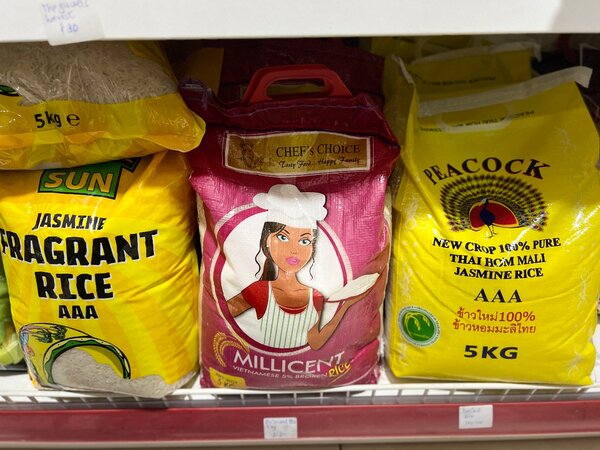 5kg e
SUN
JASMINE
FRAGRANT
RICE
AAA
CHEF's CHOICE
Tasty Food...Happy Family
MILLICENT
VIETNAMESE 5% BROKEN RICE
PEACOCK
NEW CROP 100% PURE
THAI HOM MALI
JASMINE RICE
AAA
ข้าวใหม่100%
ข้าวหอมมะลิไทย
5KG